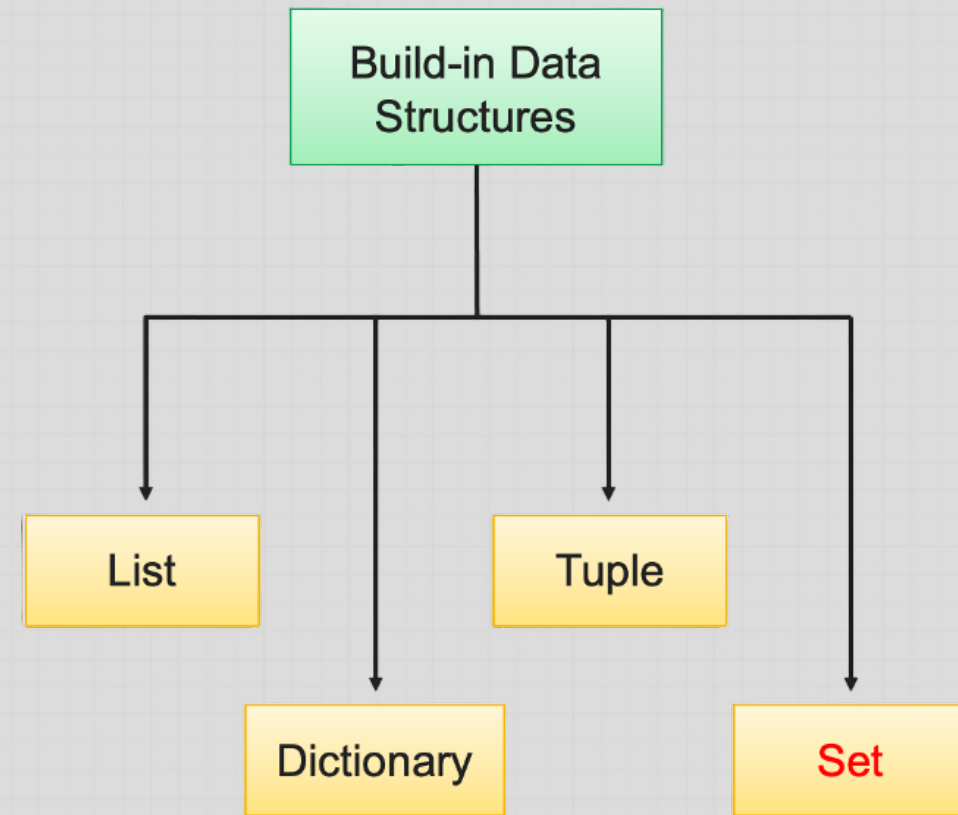 Build-in Data
Structures
List
Tuple
Dictionary
Set